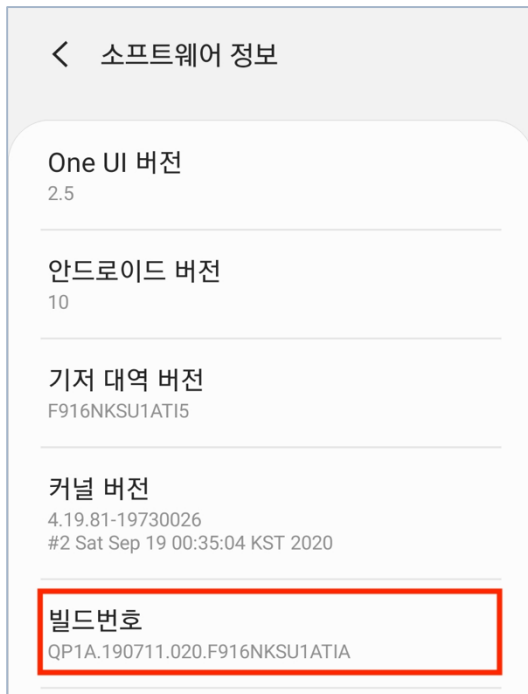 소프트웨어 정보
One UI 버전
2.5
안드로이드 버전
10
기저 대역 버전
F916NKSU1ATI5
커널 버전
4.19.81-19730026
#2 Sat Sep 19 00:35:04 KST 2020
빌드번호
QP1A.190711.020.F916NKSU1ATIA